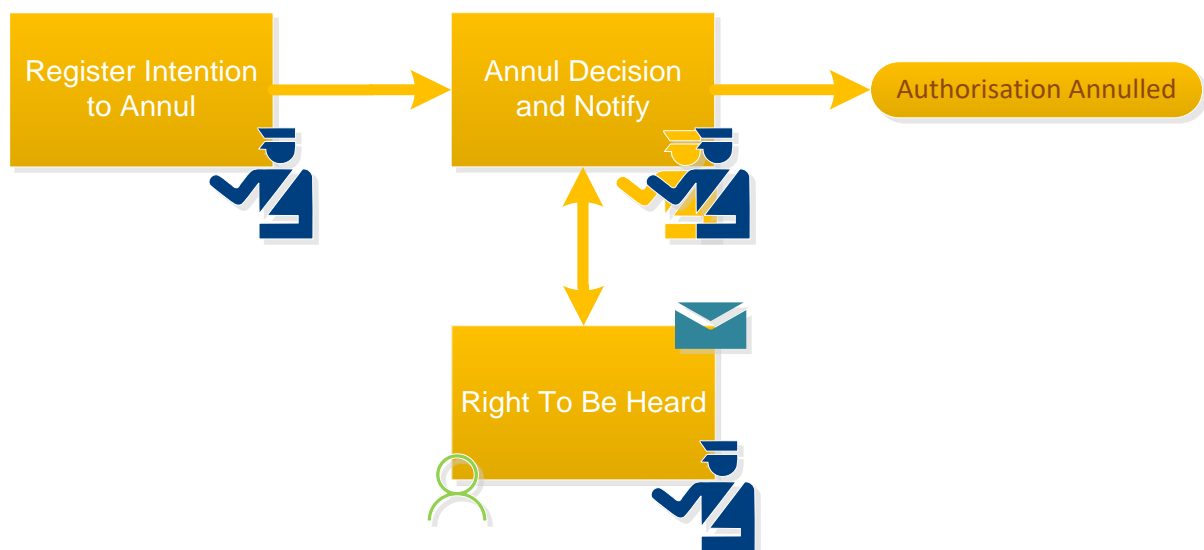 Register Intention
to Annul
Annul Decision
and Notify
Authorisation Annulled
Right To Be Heard